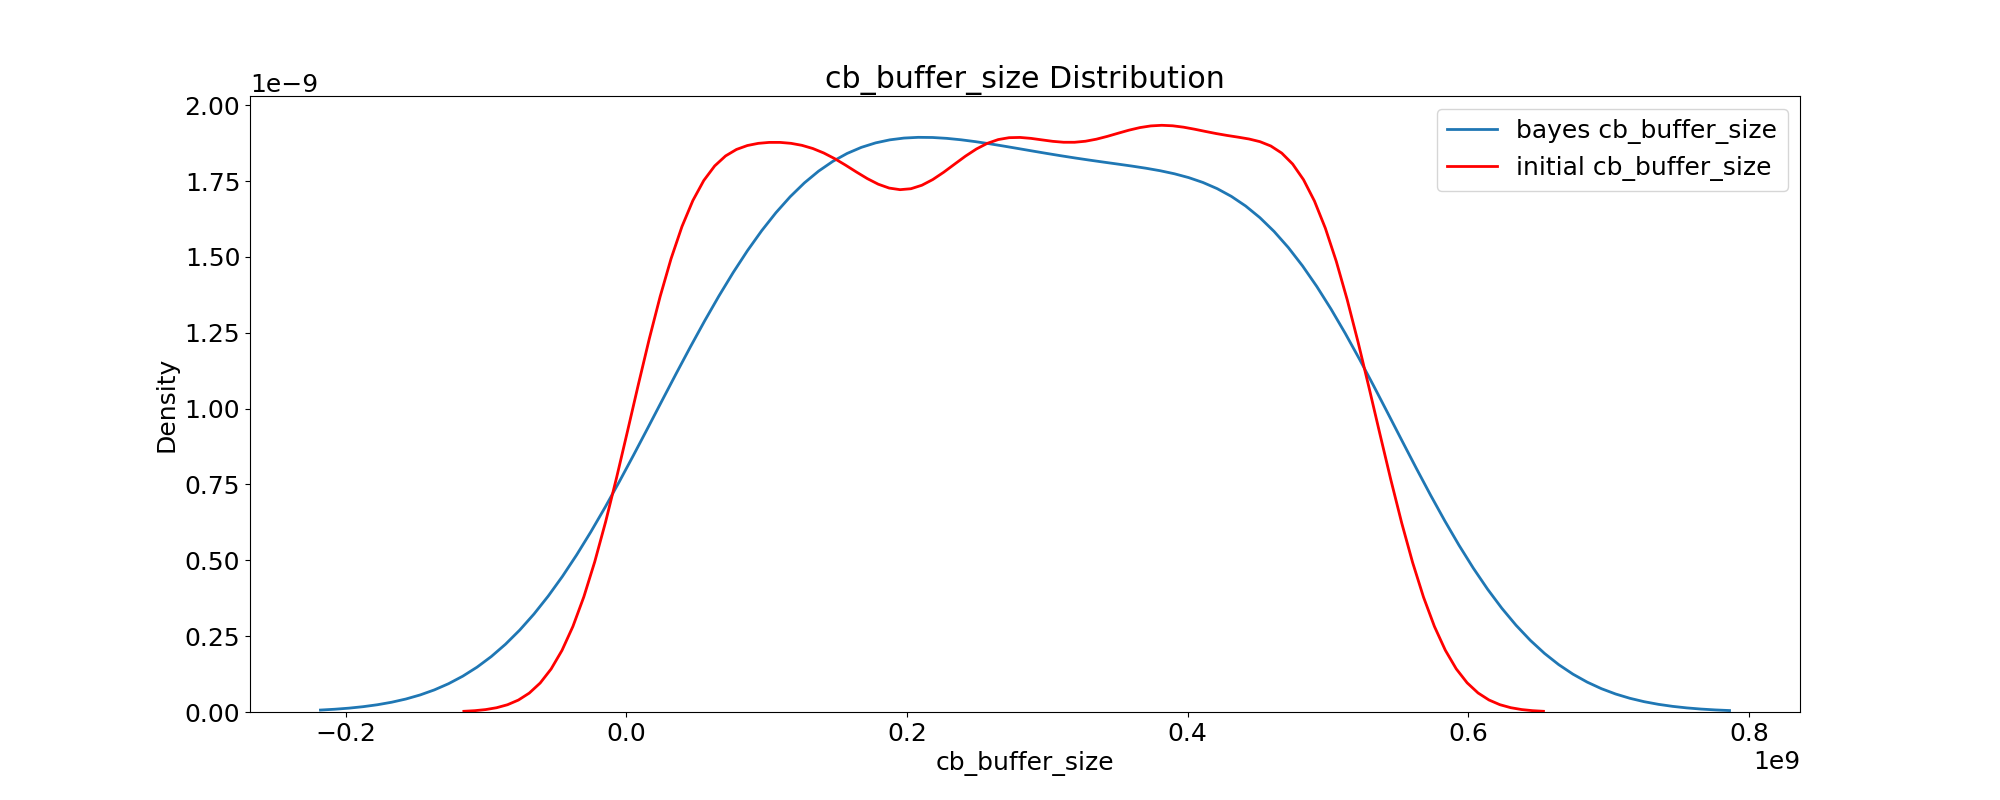 cb_buffer_size Distribution
1e−9
2.00
1.75
1.50
1.25
1.00
0.75
0.50
0.25
0.00
Density
bayes cb_buffer_size
initial cb_buffer_size
−0.2
0.0
0.2
0.4
0.6
0.8
cb_buffer_size
1e9